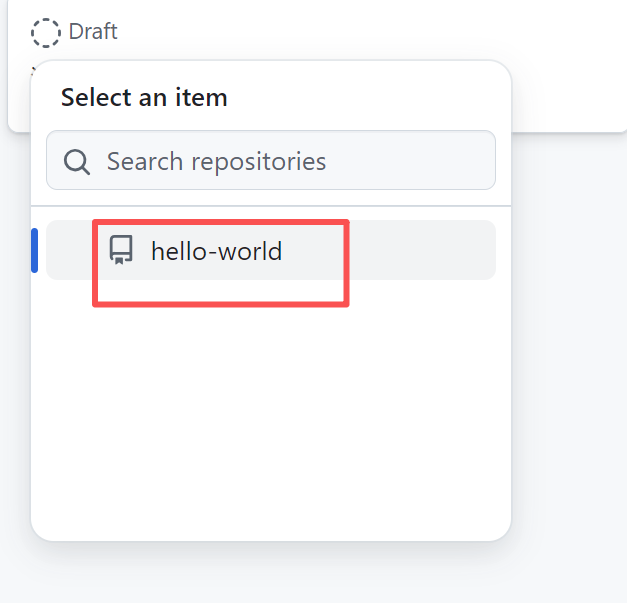 Draft
Select an item
Search repositories
hello-world